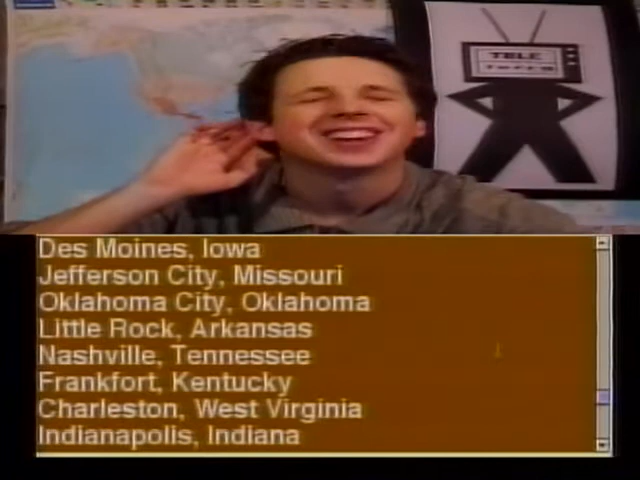 TELE
Des Moines, Iowa
Jefferson City, Missouri
Oklahoma City, Oklahoma
Little Rock, Arkansas
Nashville, Tennessee
Frankfort, Kentucky
Charleston, West Virginia
Indianapolis, Indiana